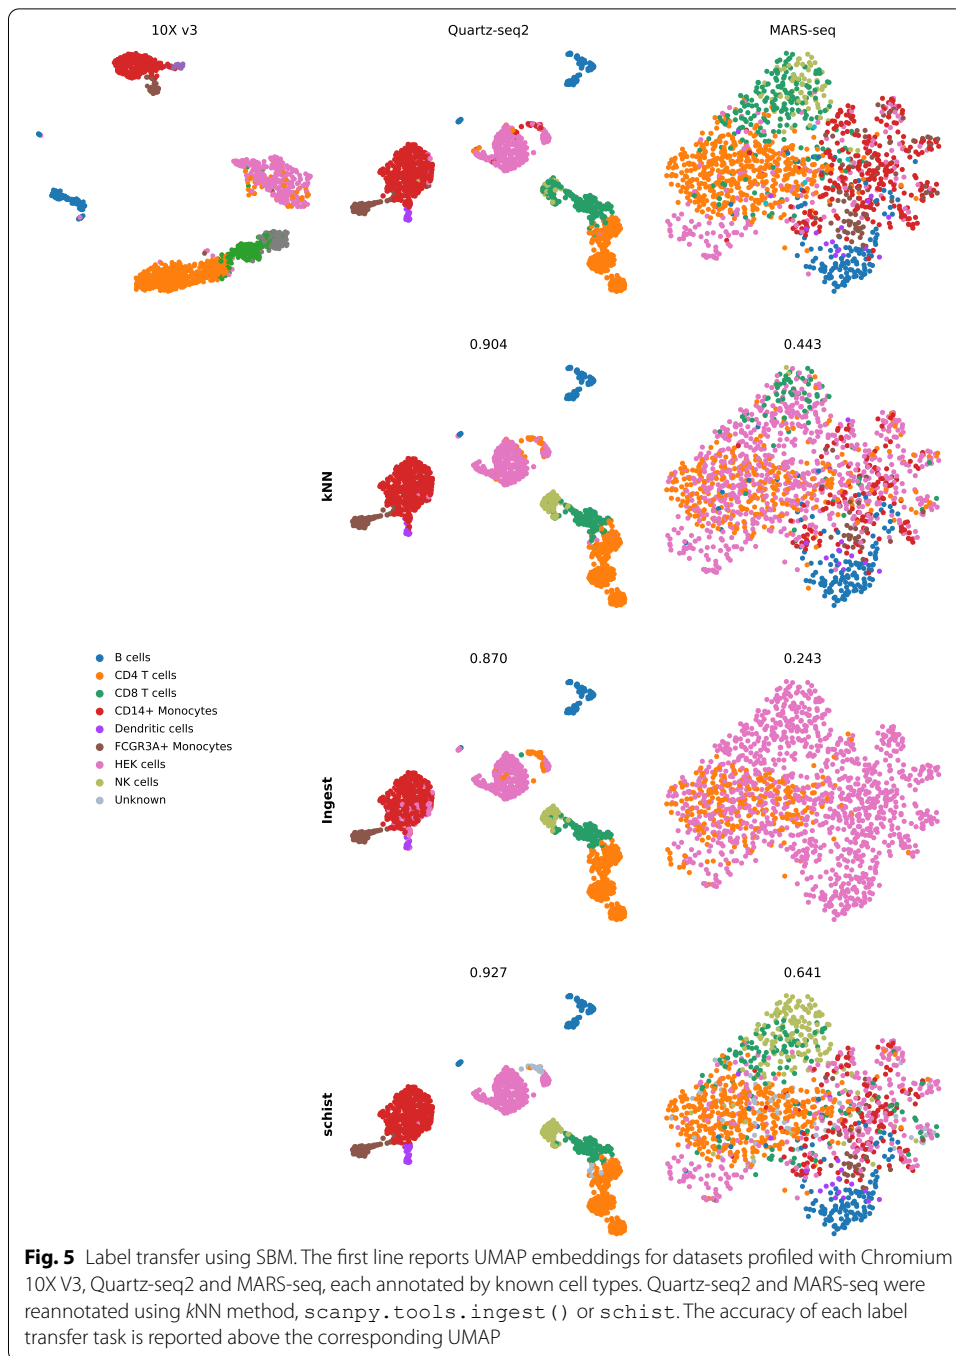 10X v3
Quartz-seq2
MARS-seq
0.904
0.443
kNN
B cells
CD4 T cells
CD8 T cells
CD14+ Monocytes
Dendritic cells
FCGR3A+ Monocytes
HEK cells
NK cells
Unknown
0.870
0.243
Ingest
0.927
0.641
schist
Fig. 5 Label transfer using SBM. The first line reports UMAP embeddings for datasets profiled with Chromium
10X V3, Quartz-seq2 and MARS-seq, each annotated by known cell types. Quartz-seq2 and MARS-seq were
reannotated using kNN method, scanpy.tools.ingest() or schist. The accuracy of each label
transfer task is reported above the corresponding UMAP